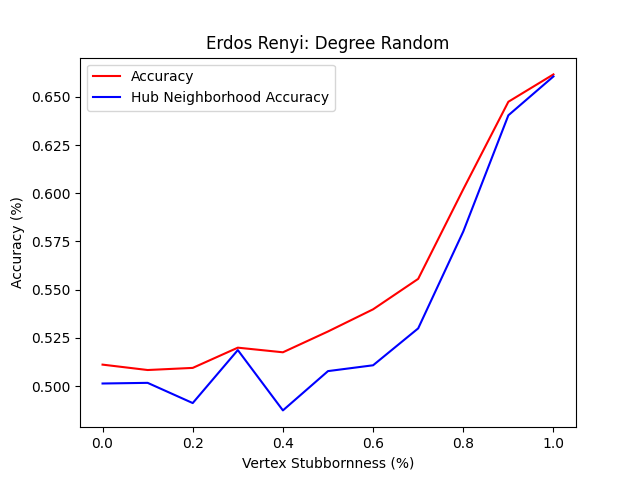 Erdos Renyi: Degree Random
Accuracy
Hub Neighborhood Accuracy
Accuracy (%)
0.650
0.625
0.600
0.575
0.550
0.525
0.500
0.0 0.2 0.4 0.6 0.8 1.0
Vertex Stubbornness (%)